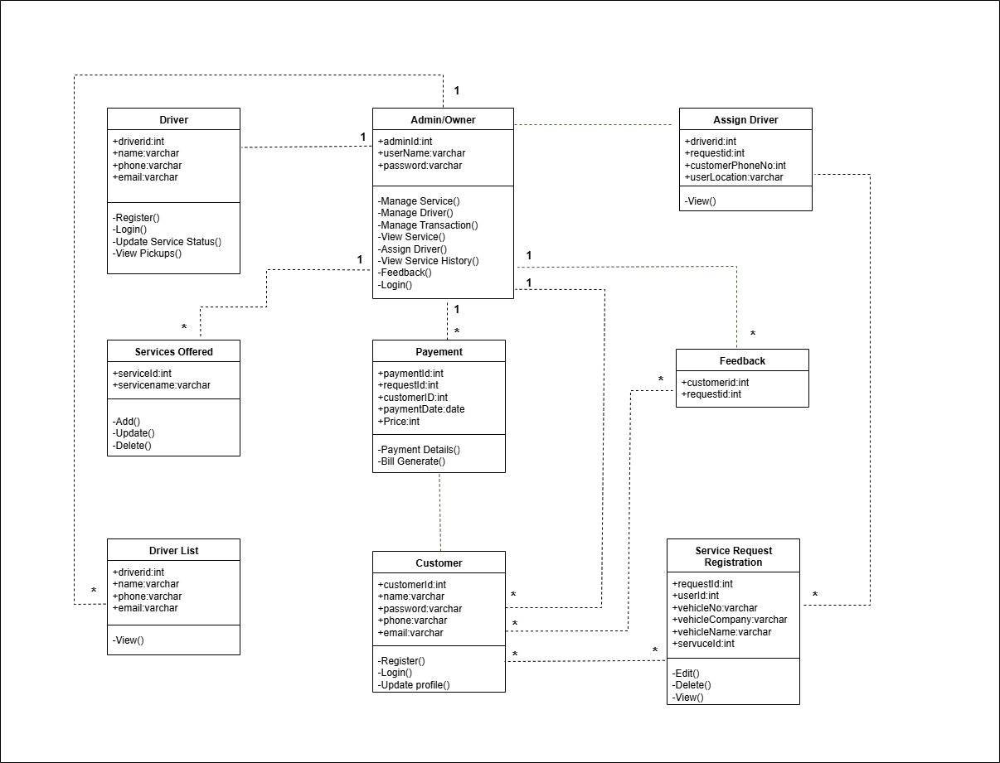 1
Driver
+driverid:int
+name:varchar
+phone:varchar
+email:varchar
-Register()
-Login()
-Update Service Status()
-View Pickups()
1
Admin/Owner
+adminId:int
+userName:varchar
+password:varchar
-Manage Service()
-Manage Driver()
-Manage Transaction()
-View Service()
-Assign Driver()
-View Service History()
-Feedback()
-Login()
Assign Driver
+driverid:int
+requestid:int
+customerPhoneNo:int
+userLocation:varchar
-View()
1
1
1
1
*
*
*
Services Offered
+serviceId:int
+servicename:varchar
-Add()
-Update()
-Delete()
Payement
+paymentId:int
+requestId:int
+customerID:int
+paymentDate:date
+Price:int
-Payment Details()
-Bill Generate()
*
Feedback
+customerid:int
+requestid:int
Driver List
+driverid:int
+name:varchar
+phone:varchar
+email:varchar
-View()
*
Customer
+customerId:int
+name:varchar
+password:varchar
+phone:varchar
+email:varchar
-Register()
-Login()
-Update profile()
*
*
*
*
Service Request
Registration
+requestId:int
+userId:int
+vehicleNo:varchar
+vehicleCompany:varchar
+vehicleName:varchar
+servuceId:int
-Edit()
-Delete()
-View()
*